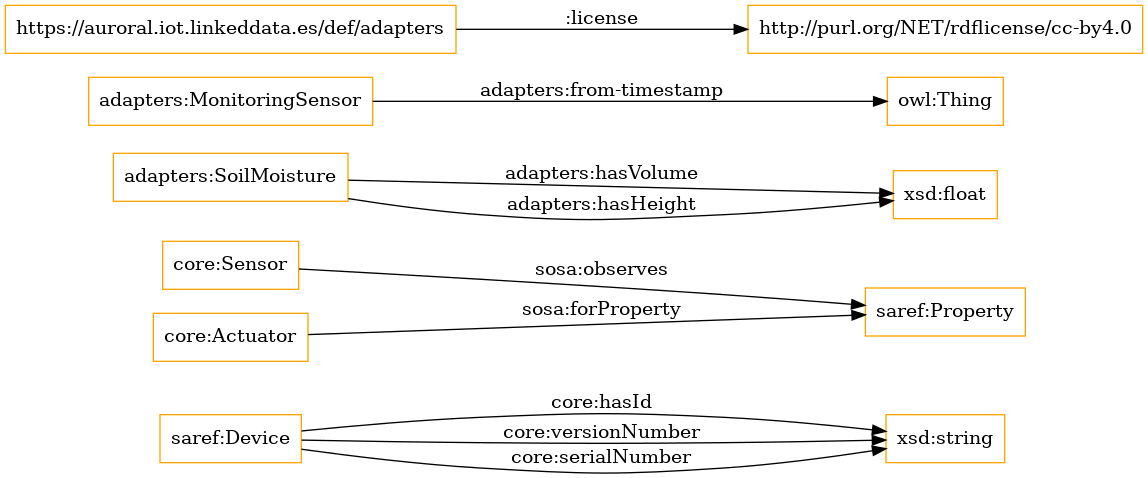 https://auroral.iot.linkeddata.es/def/adapters
:license
http://purl.org/NET/rdflicense/cc-by4.0
adapters:MonitoringSensor
adapters:from-timestamp
owl:Thing
adapters:SoilMoisture
adapters:hasVolume
adapters:hasHeight
xsd:float
core:Sensor
sosa:observes
core:Actuator
sosa:forProperty
saref:Property
saref:Device
core:hasId
core:versionNumber
core:serialNumber
xsd:string